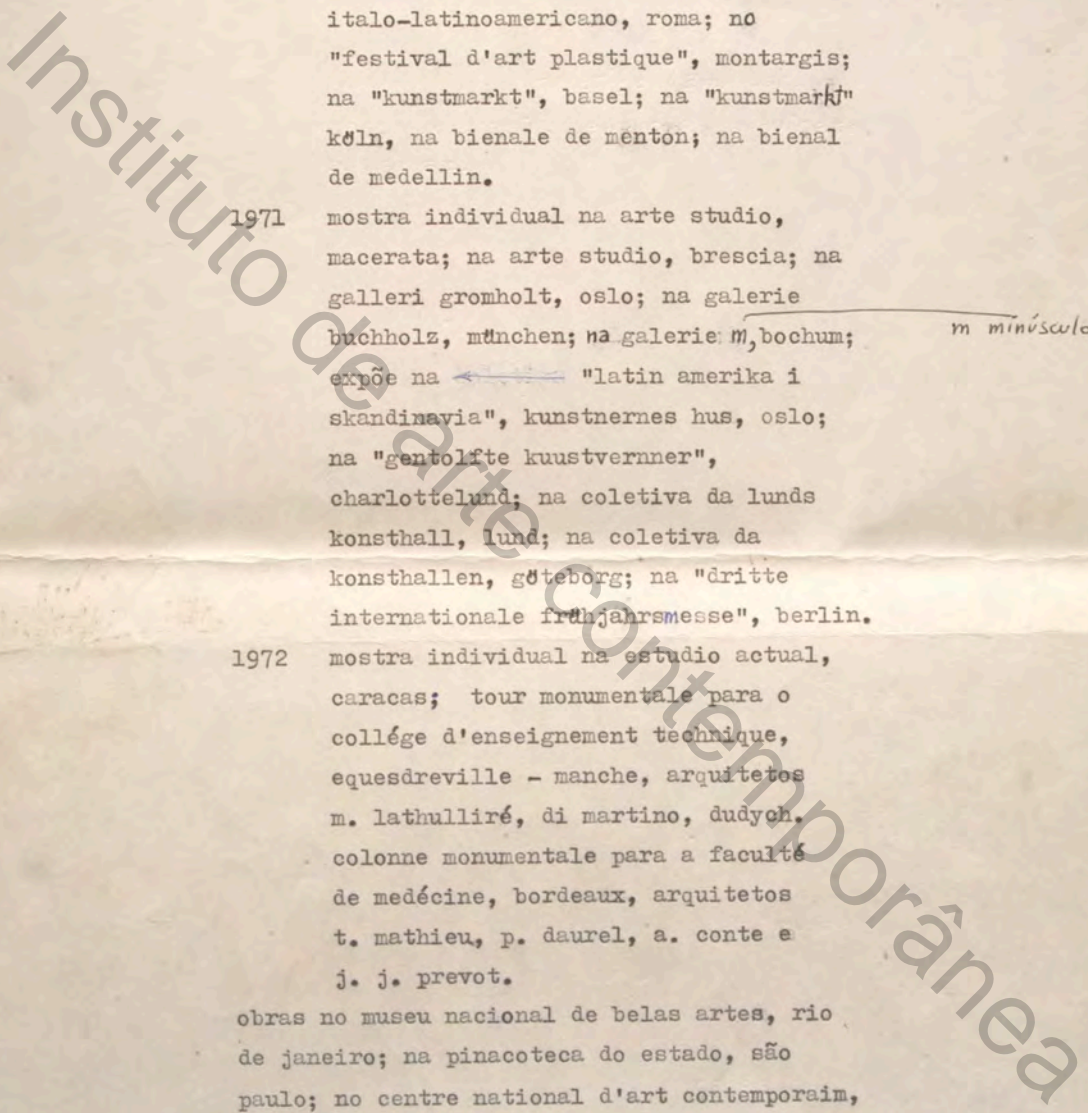 italo-latinoamericano, roma; no
"festival d'art plastique", montargis;
na "kunstmarkt", basel; na "kunstmarkt"
köln, na bienale de menton; na bienal
de medellin.
1971 mostra individual na arte studio,
macerata; na arte studio, brescia; na
galleri gromholt, oslo; na galerie
buchholz, münchen; na galerie m, bochum; m minúsculo
expõe na "latin amerika i
skandinavia", kunstnernes hus, oslo;
na "gentolfte kuustvernner",
charlottelund; na coletiva da lunds
konsthall, lund; na coletiva da
konsthallen, göteborg; na "dritte
internationale frühjahrsmesse", berlin.
1972 mostra individual na estudio actual,
caracas; tour monumentale para o
collége d'enseignement technique,
equesdreville - manche, arquitetos
m. lathulliré, di martino, dudych.
colonne monumentale para a faculté
de medécine, bordeaux, arquitetos
t. mathieu, p. daurel, a. conte e
j. j. prevot.
obras no museu nacional de belas artes, rio
de janeiro; na pinacoteca do estado, são
paulo; no centre national d'art contemporaim,
Instituto de arte contemporânea